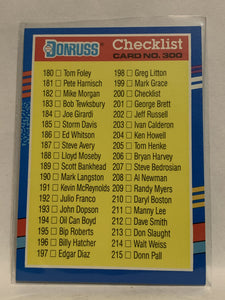 DONRUSS
Checklist
CARD NO. 300
180 Tom Foley
181 Pete Harnisch
182 Mike Morgan
183 Bob Tewksbury
184 Joe Girardi
185 Storm Davis
186 Ed Whitson
187 Steve Avery
188 Lloyd Moseby
189 Scott Bankhead
190 Mark Langston
191 Kevin McReynolds
192 Julio Franco
193 John Dopson
194 Oil Can Boyd
195 Bip Roberts
196 Billy Hatcher
197 Edgar Diaz
198 Greg Litton
199 Mark Grace
200 Checklist
201 George Brett
202 Jeff Russell
203 Ivan Calderon
204 Ken Howell
205 Tom Henke
206 Bryan Harvey
207 Steve Bedrosian
208 Al Newman
209 Randy Myers
210 Daryl Boston
211 Manny Lee
212 Dave Smith
213 Don Slaught
214 Walt Weiss
215 Donn Pall